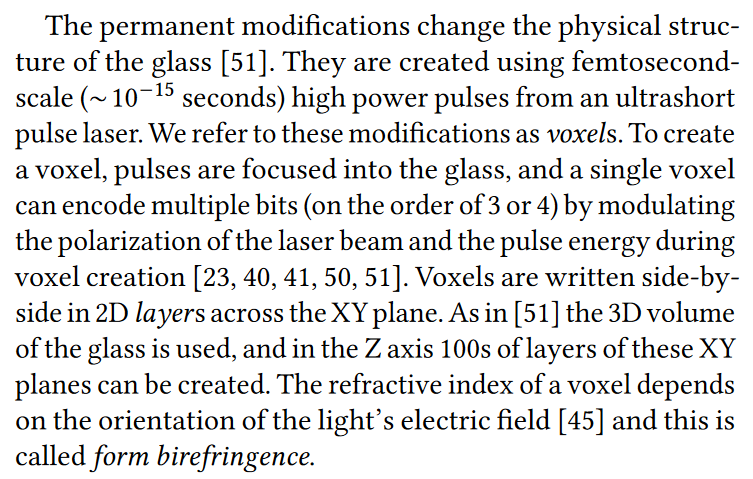 The permanent modifications change the physical struc-
ture of the glass [51]. They are created using femtosecond-
scale (∼ 10⁻¹⁵ seconds) high power pulses from an ultrashort
pulse laser. We refer to these modifications as voxels. To create
a voxel, pulses are focused into the glass, and a single voxel
can encode multiple bits (on the order of 3 or 4) by modulating
the polarization of the laser beam and the pulse energy during
voxel creation [23, 40, 41, 50, 51]. Voxels are written side-by-
side in 2D layers across the XY plane. As in [51] the 3D volume
of the glass is used, and in the Z axis 100s of layers of these XY
planes can be created. The refractive index of a voxel depends
on the orientation of the light's electric field [45] and this is
called form birefringence.